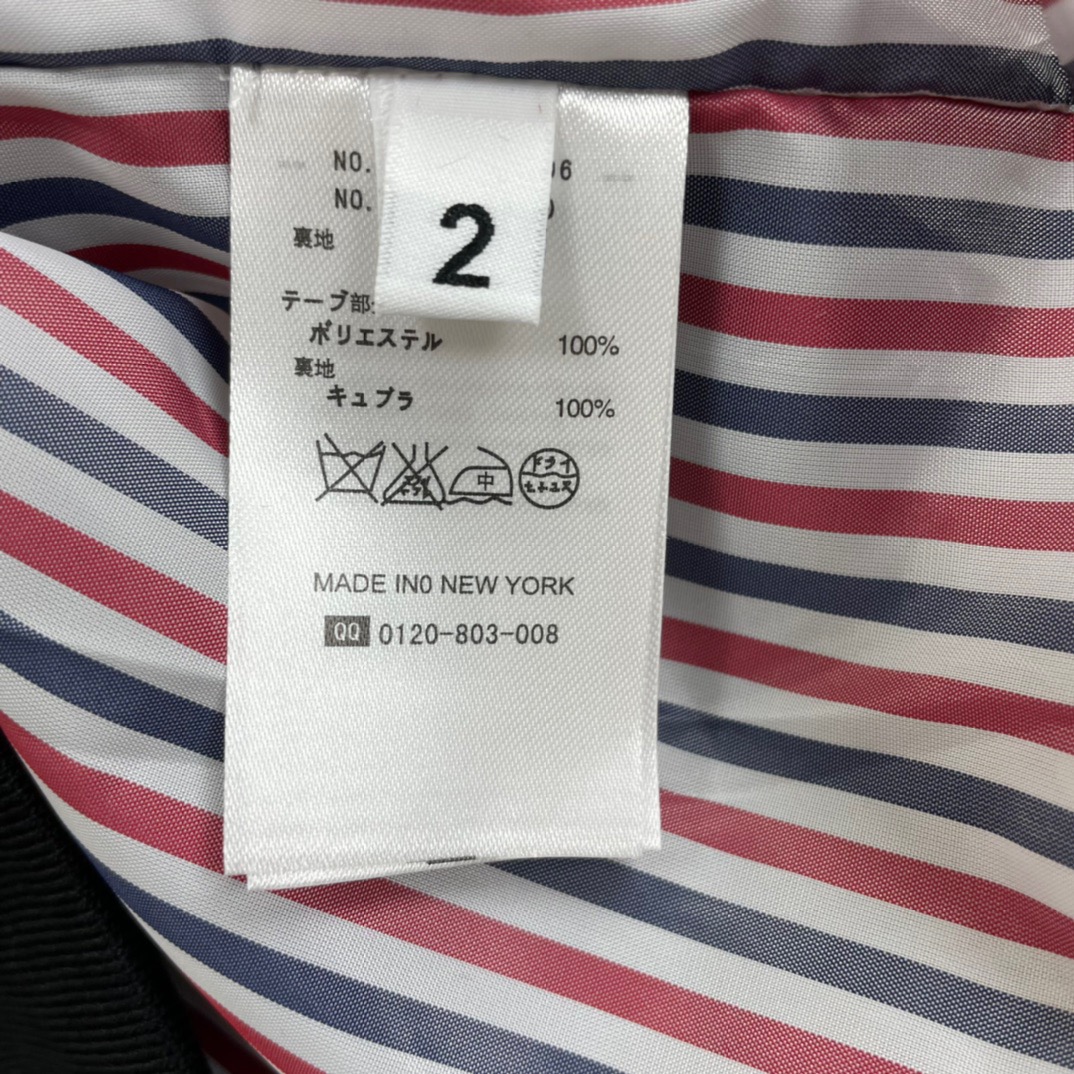 NO. 06
NO.
2
裏地
テープ部
ポリエステル 100%
裏地
キュプラ 100%
中 ドライ
MADE IN0 NEW YORK
QQ 0120-803-008